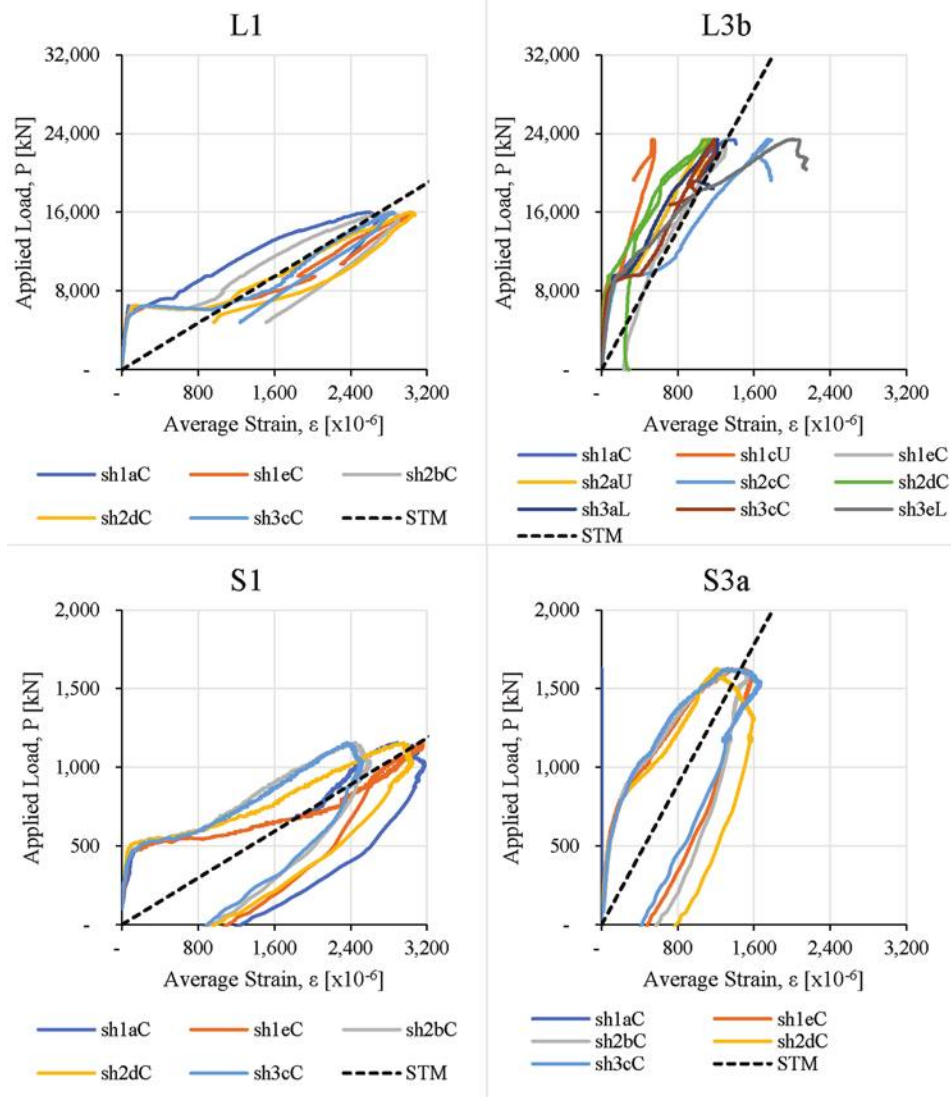 L1
Applied Load, P [kN]
32,000
24,000
16,000
8,000
-
- 800 1,600 2,400 3,200
Average Strain, ε [x10-6]
sh1aC sh1eC sh2bC
sh2dC sh3cC STM
L3b
Applied Load, P [kN]
32,000
24,000
16,000
8,000
-
- 800 1,600 2,400 3,200
Average Strain, ε [x10-6]
sh1aC sh1cU sh1eC
sh2aU sh2cC sh2dC
sh3aL sh3cC sh3eL
STM
S1
Applied Load, P [kN]
2,000
1,500
1,000
500
-
- 800 1,600 2,400 3,200
Average Strain, ε [x10-6]
sh1aC sh1eC sh2bC
sh2dC sh3cC STM
S3a
Applied Load, P [kN]
2,000
1,500
1,000
500
-
- 800 1,600 2,400 3,200
Average Strain, ε [x10-6]
sh1aC sh1eC
sh2bC sh2dC
sh3cC STM